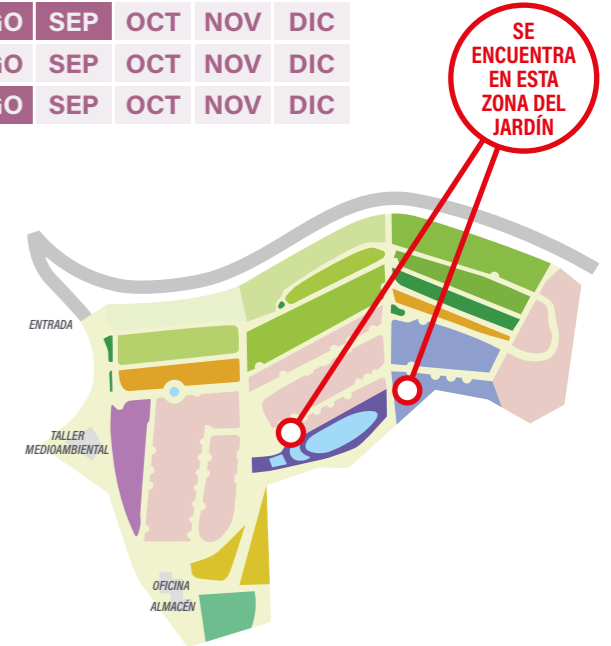 GO SEP OCT NOV DIC
GO SEP OCT NOV DIC
GO SEP OCT NOV DIC
SE
ENCUENTRA
EN ESTA
ZONA DEL
JARDÍN
ENTRADA
TALLER
MEDIOAMBIENTAL
OFICINA
ALMACÉN